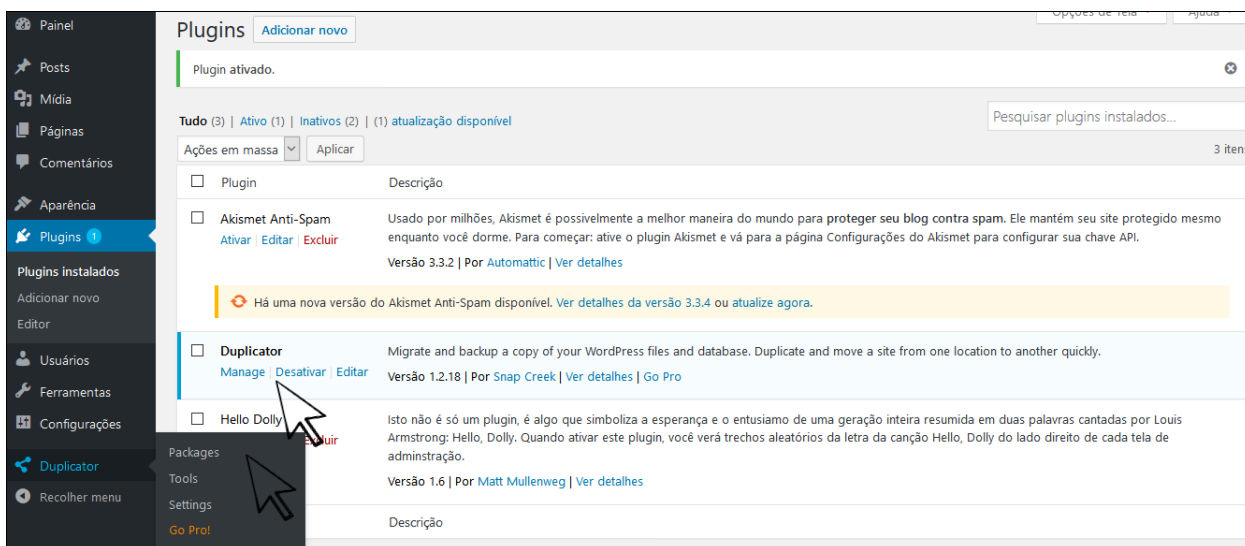 Painel
Posts
Mídia
Páginas
Comentários
Aparência
Plugins 1
Plugins instalados
Adicionar novo
Editor
Usuários
Ferramentas
Configurações
Duplicator
Recolher menu
Packages
Tools
Settings
Go Pro!
Opções de Tela
Ajuda
Plugins Adicionar novo
Plugin ativado.
Tudo (3) | Ativo (1) | Inativos (2) | (1) atualização disponível
Pesquisar plugins instalados...
Ações em massa Aplicar
3 itens
Plugin Descrição
Akismet Anti-Spam
Ativar | Editar | Excluir
Usado por milhões, Akismet é possivelmente a melhor maneira do mundo para proteger seu blog contra spam. Ele mantém seu site protegido mesmo
enquanto você dorme. Para começar: ative o plugin Akismet e vá para a página Configurações do Akismet para configurar sua chave API.
Versão 3.3.2 | Por Automattic | Ver detalhes
Há uma nova versão do Akismet Anti-Spam disponível. Ver detalhes da versão 3.3.4 ou atualize agora.
Duplicator
Manage | Desativar | Editar
Migrate and backup a copy of your WordPress files and database. Duplicate and move a site from one location to another quickly.
Versão 1.2.18 | Por Snap Creek | Ver detalhes | Go Pro
Hello Dolly
Excluir
Isto não é só um plugin, é algo que simboliza a esperança e o entusiamo de uma geração inteira resumida em duas palavras cantadas por Louis
Armstrong: Hello, Dolly. Quando ativar este plugin, você verá trechos aleatórios da letra da canção Hello, Dolly do lado direito de cada tela de
adminstração.
Versão 1.6 | Por Matt Mullenweg | Ver detalhes
Descrição